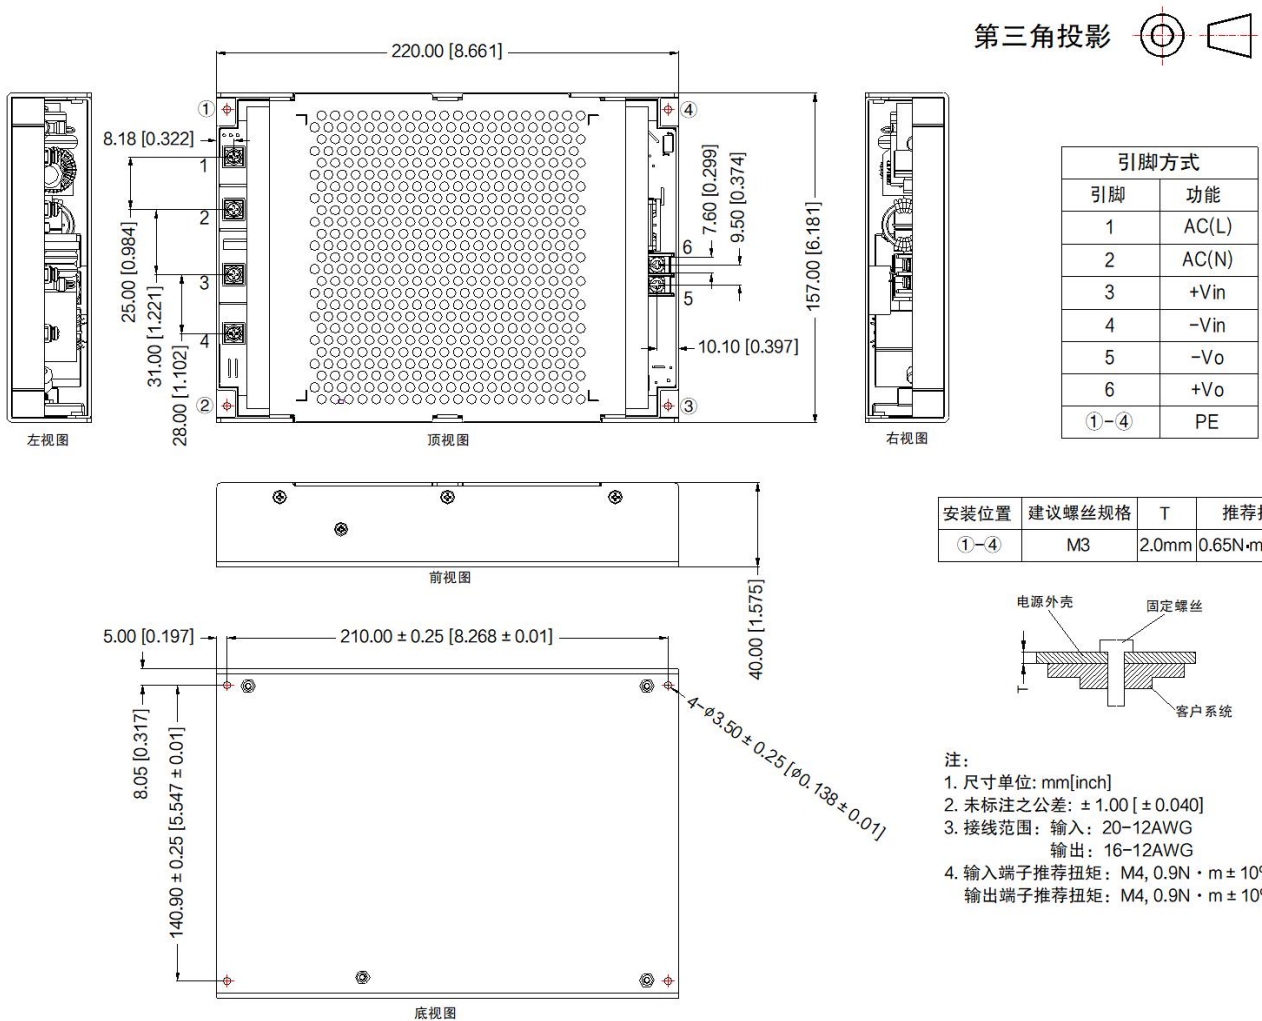 第三角投影
220.00 [8.661]
① ④
8.18 [0.322]
1
2
3
4
25.00 [0.984]
31.00 [1.221]
28.00 [1.102]
7.60 [0.299]
9.50 [0.374]
6
5
157.00 [6.181]
10.10 [0.397]
② ③
左视图
顶视图
右视图
引脚方式
引脚 功能
1 AC(L)
2 AC(N)
3 +Vin
4 -Vin
5 -Vo
6 +Vo
①-④ PE
前视图
40.00 [1.575]
安装位置 建议螺丝规格 T 推荐
①-④ M3 2.0mm 0.65N·m
电源外壳
固定螺丝
T
客户系统
5.00 [0.197]
210.00 ± 0.25 [8.268 ± 0.01]
8.05 [0.317]
140.90 ± 0.25 [5.547 ± 0.01]
4-φ3.50 ± 0.25 [φ0.138 ± 0.01]
底视图
注:
1. 尺寸单位: mm[inch]
2. 未标注之公差: ± 1.00 [ ± 0.040]
3. 接线范围: 输入: 20-12AWG
输出: 16-12AWG
4. 输入端子推荐扭矩: M4, 0.9N · m ± 10
输出端子推荐扭矩: M4, 0.9N · m ± 10